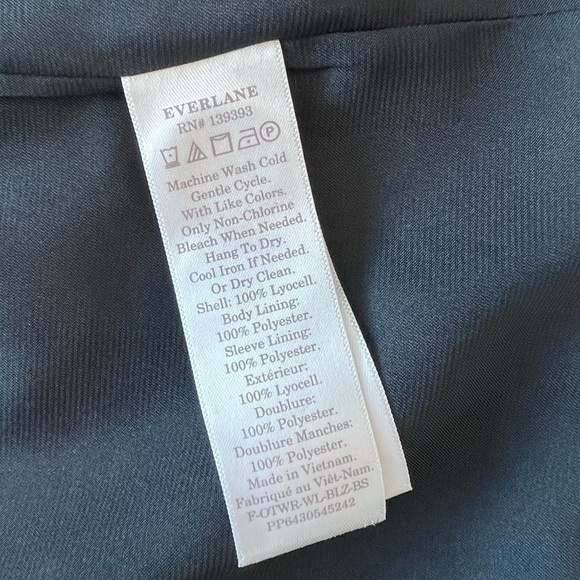 EVERLANE
RN# 139393
P
Machine Wash Cold
Gentle Cycle.
With Like Colors.
Only Non-Chlorine
Bleach When Needed.
Hang To Dry.
Cool Iron If Needed.
Or Dry Clean.
Shell: 100% Lyocell.
Body Lining:
100% Polyester.
Sleeve Lining:
100% Polyester.
Extérieur:
100% Lyocell.
Doublure:
100% Polyester.
Doublure Manches:
100% Polyester.
Made in Vietnam.
Fabriqué au Viêt-Nam.
F-OTWR-WL-BLZ-BS
PP6430545242